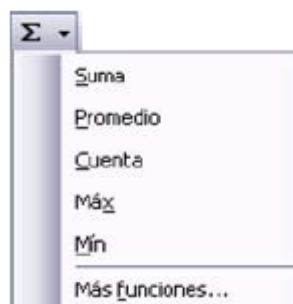 Σ
Suma
Promedio
Cuenta
Máx
Mín
Más funciones...